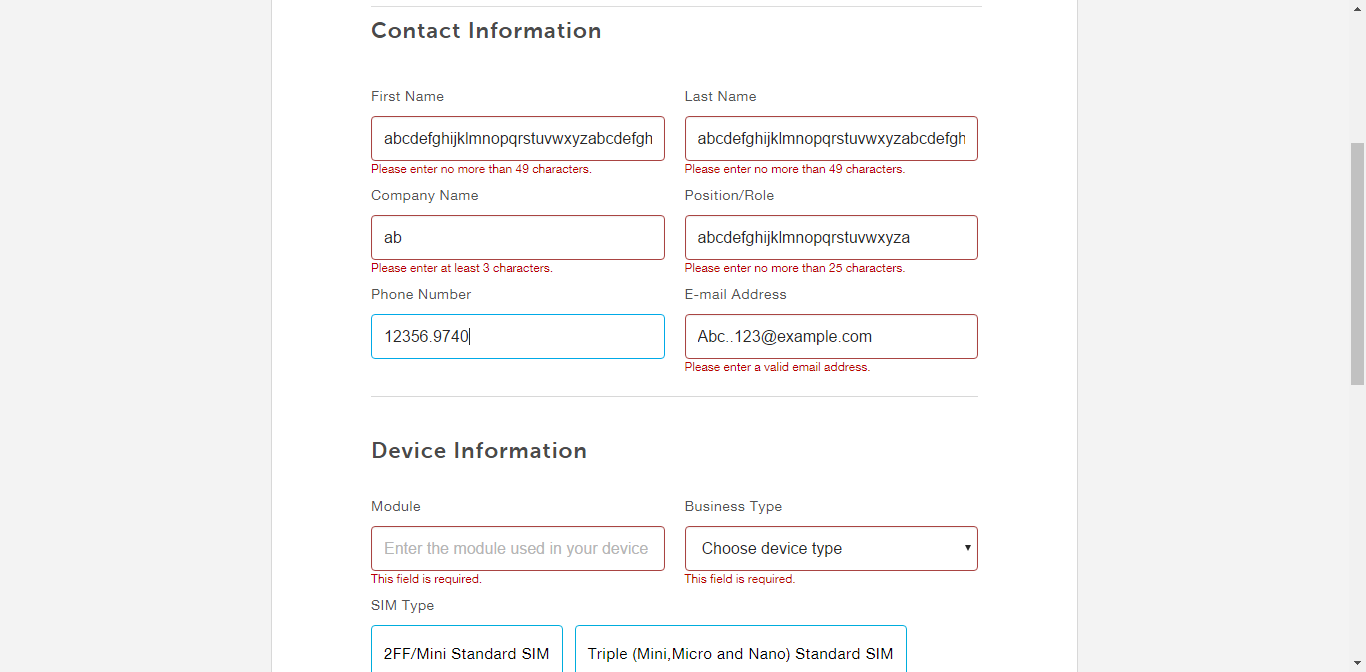 Contact Information
First Name
Last Name
abcdefghijklmnopqrstuvwxyzabcdefgh
abcdefghijklmnopqrstuvwxyzabcdefgh
Please enter no more than 49 characters.
Please enter no more than 49 characters.
Company Name
Position/Role
ab
abcdefghijklmnopqrstuvwxyza
Please enter at least 3 characters.
Please enter no more than 25 characters.
Phone Number
E-mail Address
12356.9740
Abc..123@example.com
Please enter a valid email address.
Device Information
Module
Business Type
Enter the module used in your device
Choose device type
This field is required.
This field is required.
SIM Type
2FF/Mini Standard SIM
Triple (Mini,Micro and Nano) Standard SIM